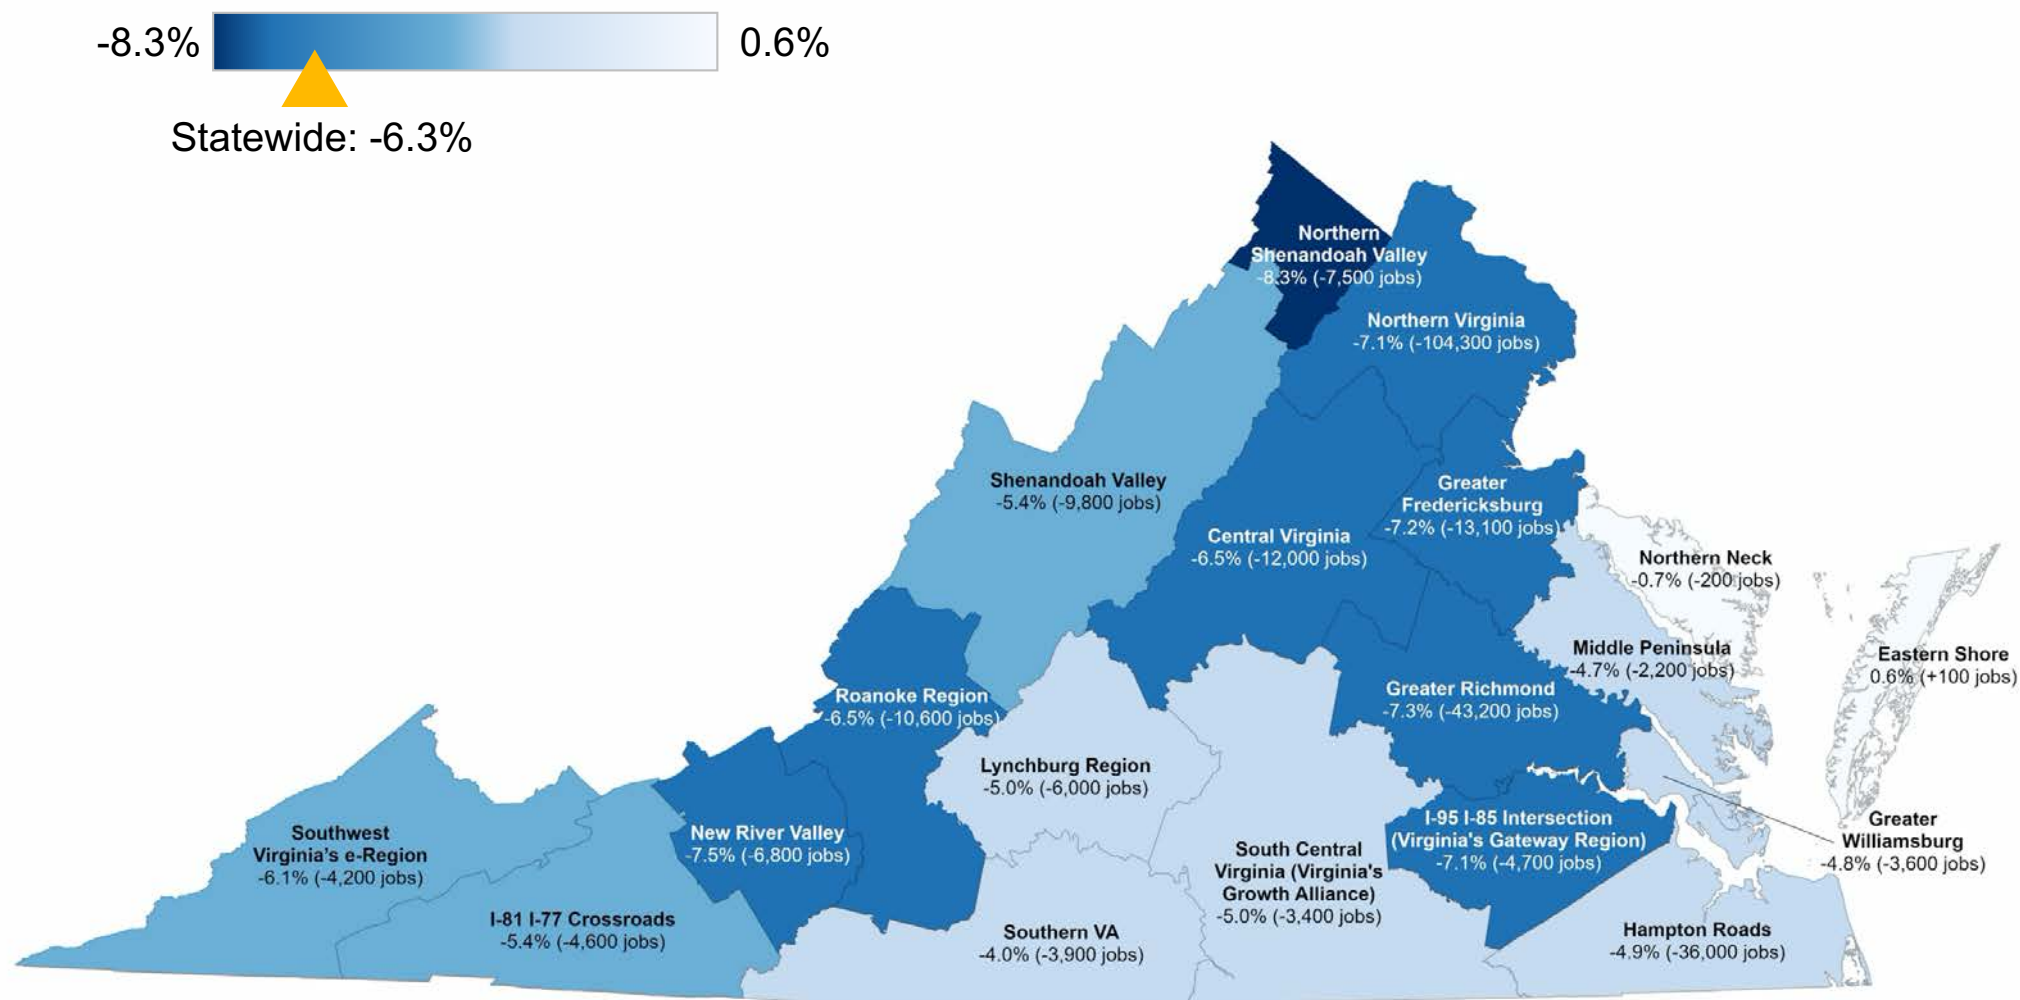 -8.3%
0.6%
Statewide: -6.3%
Northern
Shenandoah Valley
-8.3% (-7,500 jobs)
Northern Virginia
-7.1% (-104,300 jobs)
Shenandoah Valley
-5.4% (-9,800 jobs)
Greater
Fredericksburg
-7.2% (-13,100 jobs)
Central Virginia
-6.5% (-12,000 jobs)
Northern Neck
-0.7% (-200 jobs)
Middle Peninsula
-4.7% (-2,200 jobs)
Eastern Shore
0.6% (+100 jobs)
Roanoke Region
-6.5% (-10,600 jobs)
Greater Richmond
-7.3% (-43,200 jobs)
Lynchburg Region
-5.0% (-6,000 jobs)
Southwest
Virginia’s e-Region
-6.1% (-4,200 jobs)
New River Valley
-7.5% (-6,800 jobs)
I-95 I-85 Intersection
(Virginia's Gateway Region)
-7.1% (-4,700 jobs)
Greater
Williamsburg
-4.8% (-3,600 jobs)
South Central
Virginia (Virginia's
Growth Alliance)
-5.0% (-3,400 jobs)
I-81 I-77 Crossroads
-5.4% (-4,600 jobs)
Southern VA
-4.0% (-3,900 jobs)
Hampton Roads
-4.9% (-36,000 jobs)